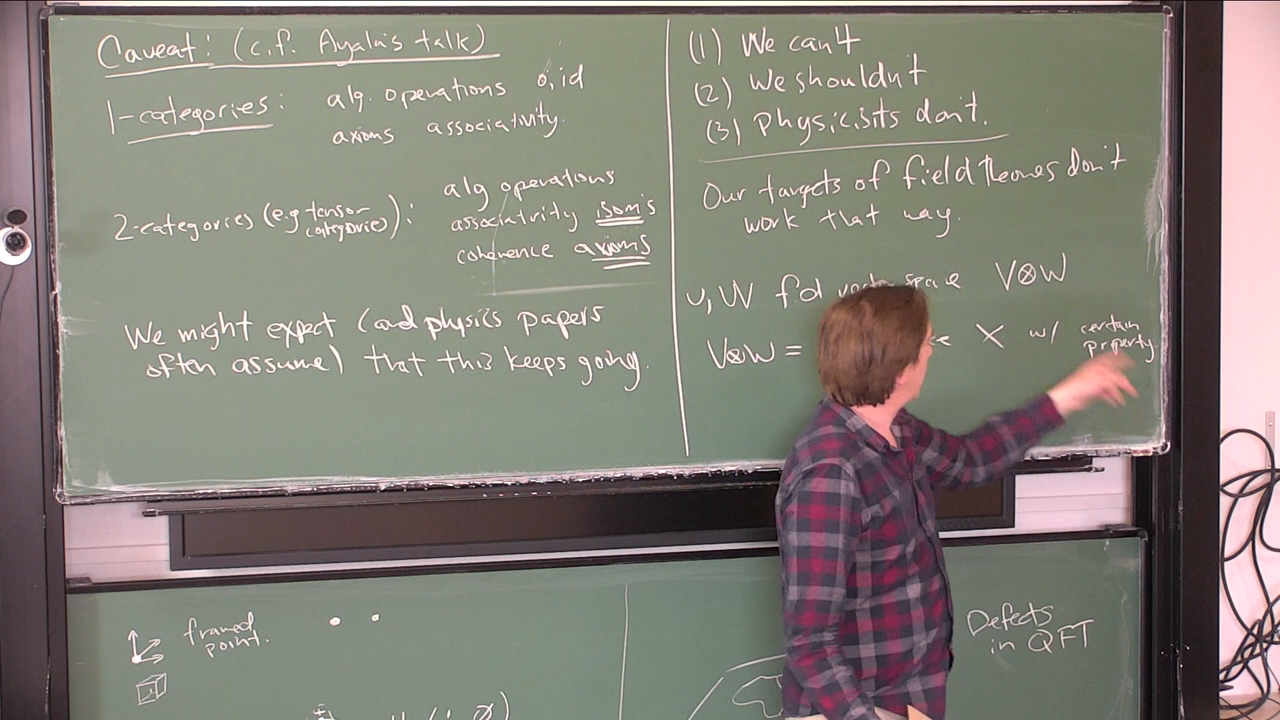 Caveat: (c.f. Ayala's talk)
1-categories: alg. operations o, id
axioms associativity.
2-categories (e.g tensor categories): alg operations
associativity isom's
coherence axioms
We might expect (and physics papers
often assume) that this keeps going.
(1) We can't
(2) We shouldn't
(3) Physicisits don't.
Our targets of field theories don't
work that way.
V, W fd vector space V⊗W
V⊗W = X w/ certain property
framed
point.
Defects
in QFT